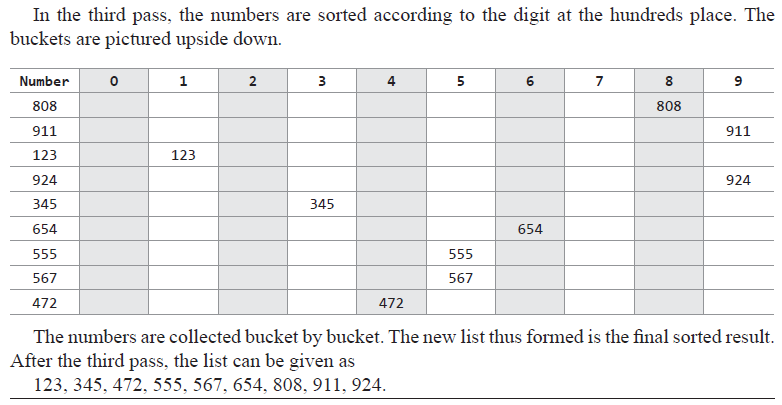 In the third pass, the numbers are sorted according to the digit at the hundreds place. The
buckets are pictured upside down.
Number 0 1 2 3 4 5 6 7 8 9
808 808
911 911
123 123
924 924
345 345
654 654
555 555
567 567
472 472
The numbers are collected bucket by bucket. The new list thus formed is the final sorted result.
After the third pass, the list can be given as
123, 345, 472, 555, 567, 654, 808, 911, 924.